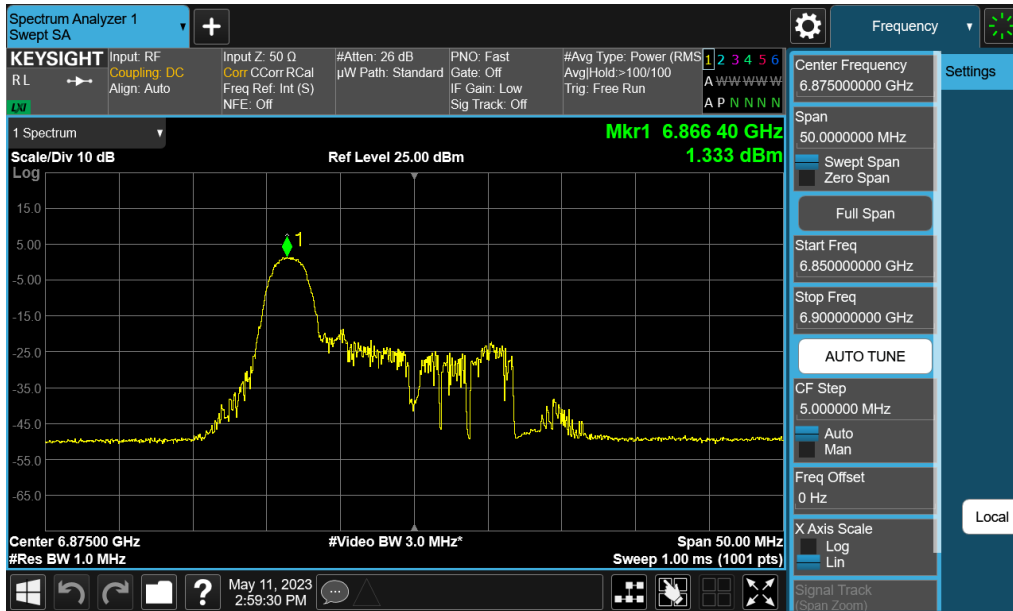 Spectrum Analyzer 1
Swept SA
+
Frequency
KEYSIGHT
RL
LXI
Input: RF
Coupling: DC
Align: Auto
Input Z: 50 Ω
Corr CCorr RCal
Freq Ref: Int (S)
NFE: Off
#Atten: 26 dB
µW Path: Standard
PNO: Fast
Gate: Off
IF Gain: Low
Sig Track: Off
#Avg Type: Power (RMS
Avg|Hold:>100/100
Trig: Free Run
1 2 3 4 5 6
A W W W W W
A P N N N N
1 Spectrum
Scale/Div 10 dB
Ref Level 25.00 dBm
Mkr1 6.866 40 GHz
1.333 dBm
Log
15.0
5.00
-5.00
-15.0
-25.0
-35.0
-45.0
-55.0
-65.0
1
Center 6.87500 GHz
#Res BW 1.0 MHz
#Video BW 3.0 MHz*
Span 50.00 MHz
Sweep 1.00 ms (1001 pts)
?
May 11, 2023
2:59:30 PM
Center Frequency
6.875000000 GHz
Span
50.0000000 MHz
Swept Span
Zero Span
Full Span
Start Freq
6.850000000 GHz
Stop Freq
6.900000000 GHz
AUTO TUNE
CF Step
5.000000 MHz
Auto
Man
Freq Offset
0 Hz
X Axis Scale
Log
Lin
Signal Track
(Span Zoom)
Settings
Local